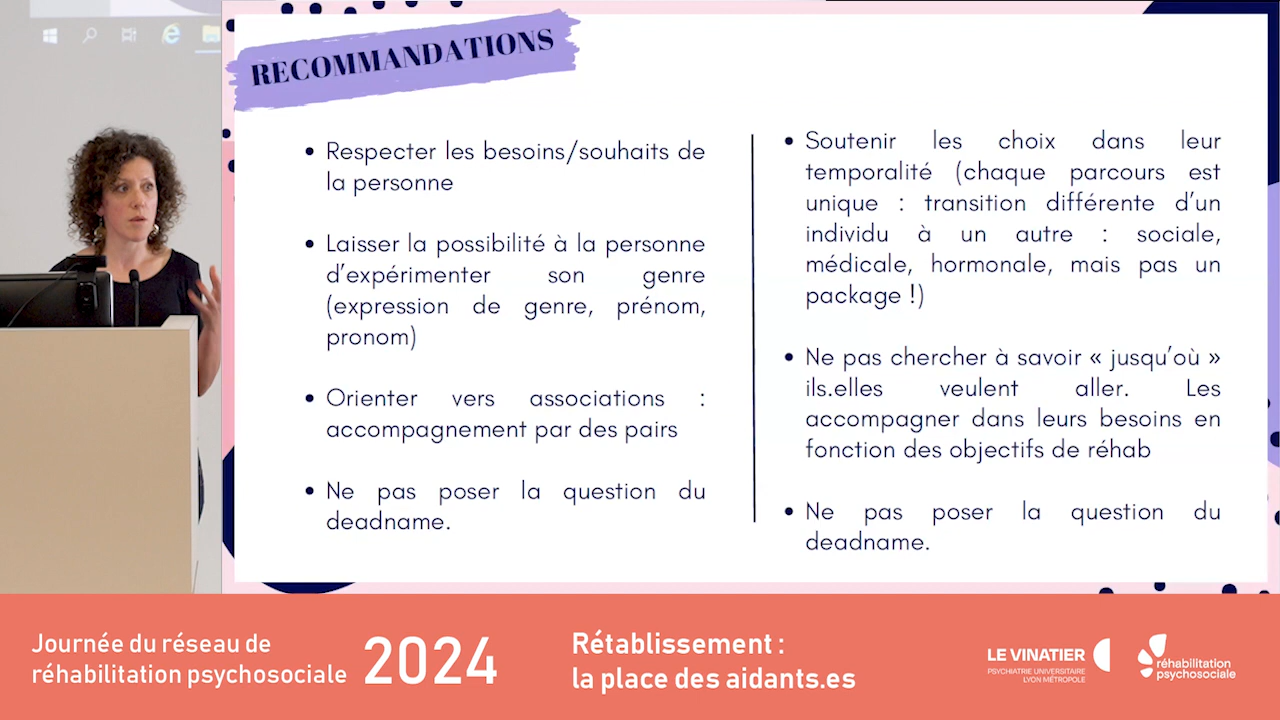 RECOMMANDATIONS
• Respecter les besoins/souhaits de
la personne
• Laisser la possibilité à la personne
d'expérimenter son genre
(expression de genre, prénom,
pronom)
• Orienter vers associations :
accompagnement par des pairs
• Ne pas poser la question du
deadname.
• Soutenir les choix dans leur
temporalité (chaque parcours est
unique : transition différente d'un
individu à un autre : sociale,
médicale, hormonale, mais pas un
package !)
• Ne pas chercher à savoir « jusqu'où »
ils.elles veulent aller. Les
accompagner dans leurs besoins en
fonction des objectifs de réhab
• Ne pas poser la question du
deadname.
Journée du réseau de
réhabilitation psychosociale
2024
Rétablissement :
la place des aidants.es
LE VINATIER
PSYCHIATRIE UNIVERSITAIRE
LYON MÉTROPOLE
réhabilitation
psychosociale